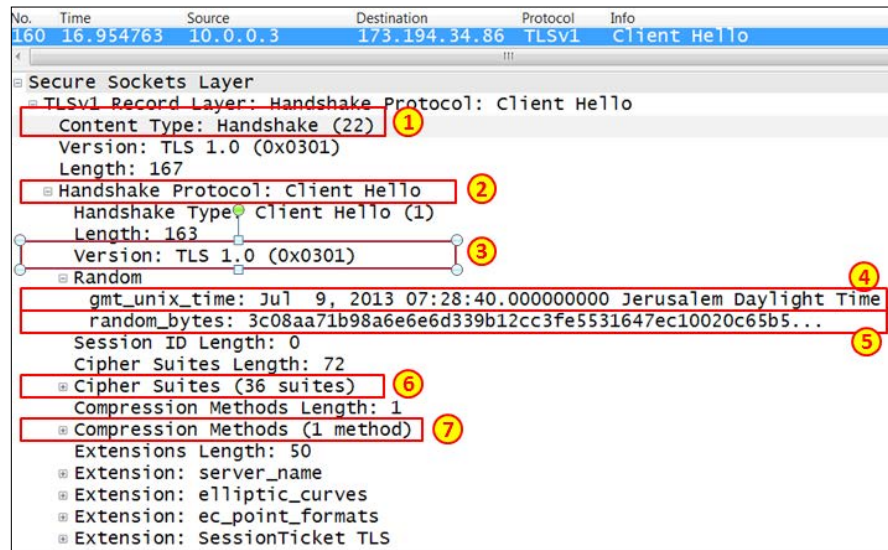 No. Time Source Destination Protocol Info
160 16.954763 10.0.0.3 173.194.34.86 TLSv1 Client Hello
Secure Sockets Layer
TLSv1 Record Layer: Handshake Protocol: Client Hello
Content Type: Handshake (22) 1
Version: TLS 1.0 (0x0301)
Length: 167
Handshake Protocol: Client Hello 2
Handshake Type: Client Hello (1)
Length: 163
Version: TLS 1.0 (0x0301) 3
Random 4
gmt_unix_time: Jul 9, 2013 07:28:40.000000000 Jerusalem Daylight Time
random_bytes: 3c08aa71b98a6e6e6d339b12cc3fe5531647ec10020c65b5...
Session ID Length: 0 5
Cipher Suites Length: 72
Cipher Suites (36 suites) 6
Compression Methods Length: 1
Compression Methods (1 method) 7
Extensions Length: 50
Extension: server_name
Extension: elliptic_curves
Extension: ec_point_formats
Extension: SessionTicket TLS